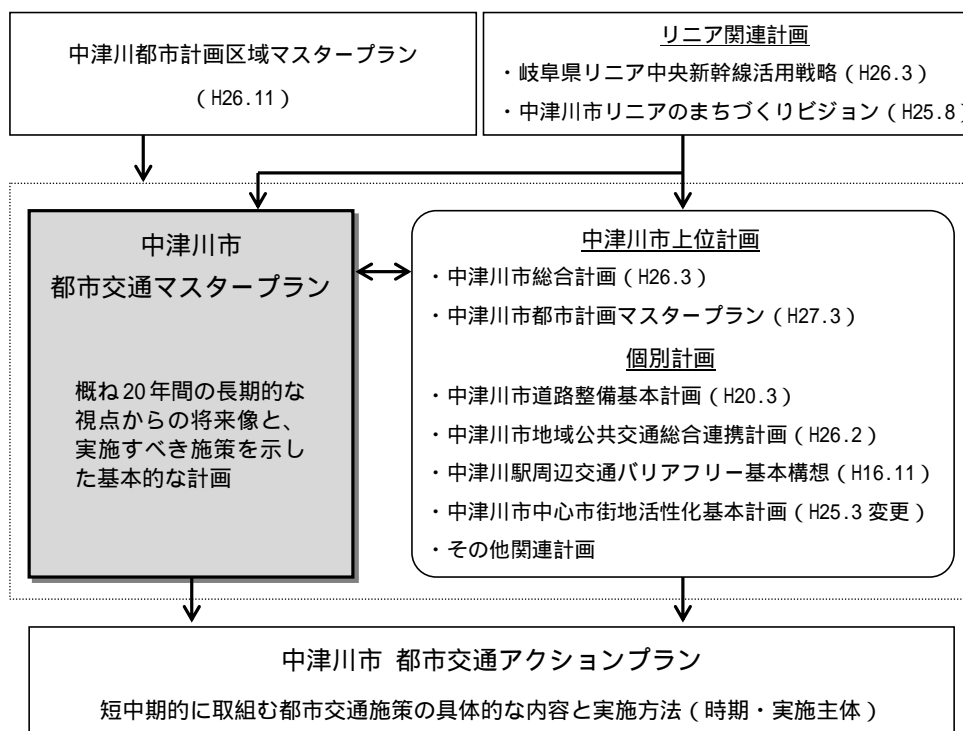 中津川都市計画区域マスタープラン
（H26.11）
リニア関連計画
・岐阜県リニア中央新幹線活用戦略（H26.3）
・中津川市リニアのまちづくりビジョン（H25.8）
中津川市
都市交通マスタープラン
概ね20年間の長期的な
視点からの将来像と、
実施すべき施策を示し
た基本的な計画
中津川市上位計画
・中津川市総合計画（H26.3）
・中津川市都市計画マスタープラン（H27.3）
個別計画
・中津川市道路整備基本計画（H20.3）
・中津川市地域公共交通総合連携計画（H26.2）
・中津川駅周辺交通バリアフリー基本構想（H16.11）
・中津川市中心市街地活性化基本計画（H25.3 変更）
・その他関連計画
中津川市 都市交通アクションプラン
短中期的に取組む都市交通施策の具体的な内容と実施方法（時期・実施主体）